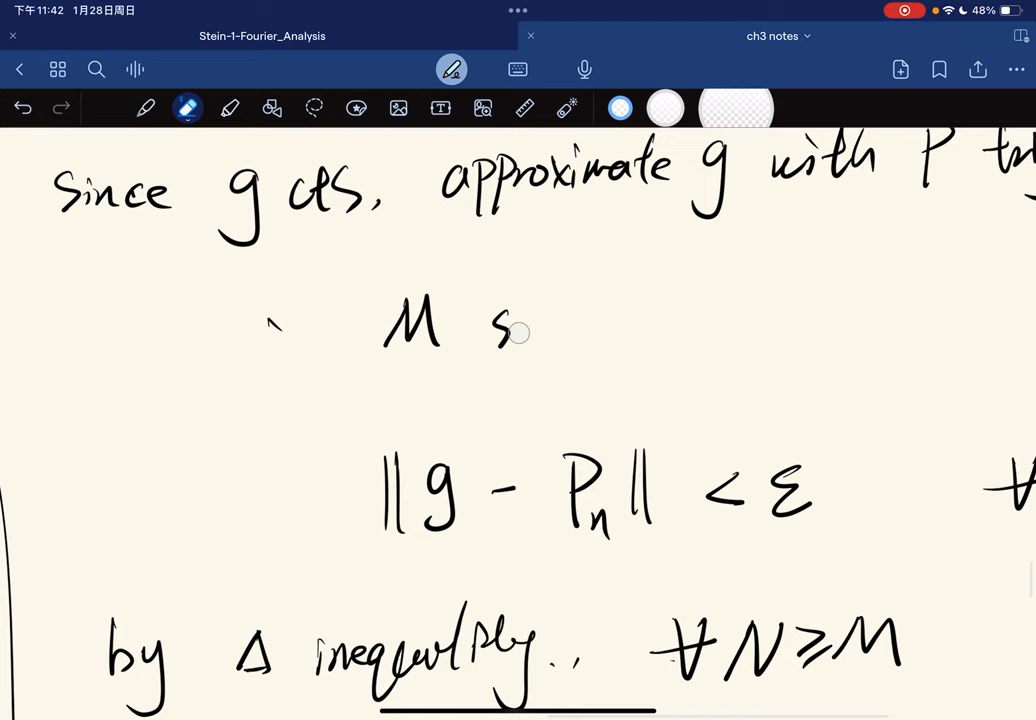 下午11:42 1月28日周日
48%
Stein-1-Fourier_Analysis
ch3 notes
since g cts, approximate g with P
M s
|| g - Pn || < ε ∀
by Δ inequality.. ∀ N ≥ M